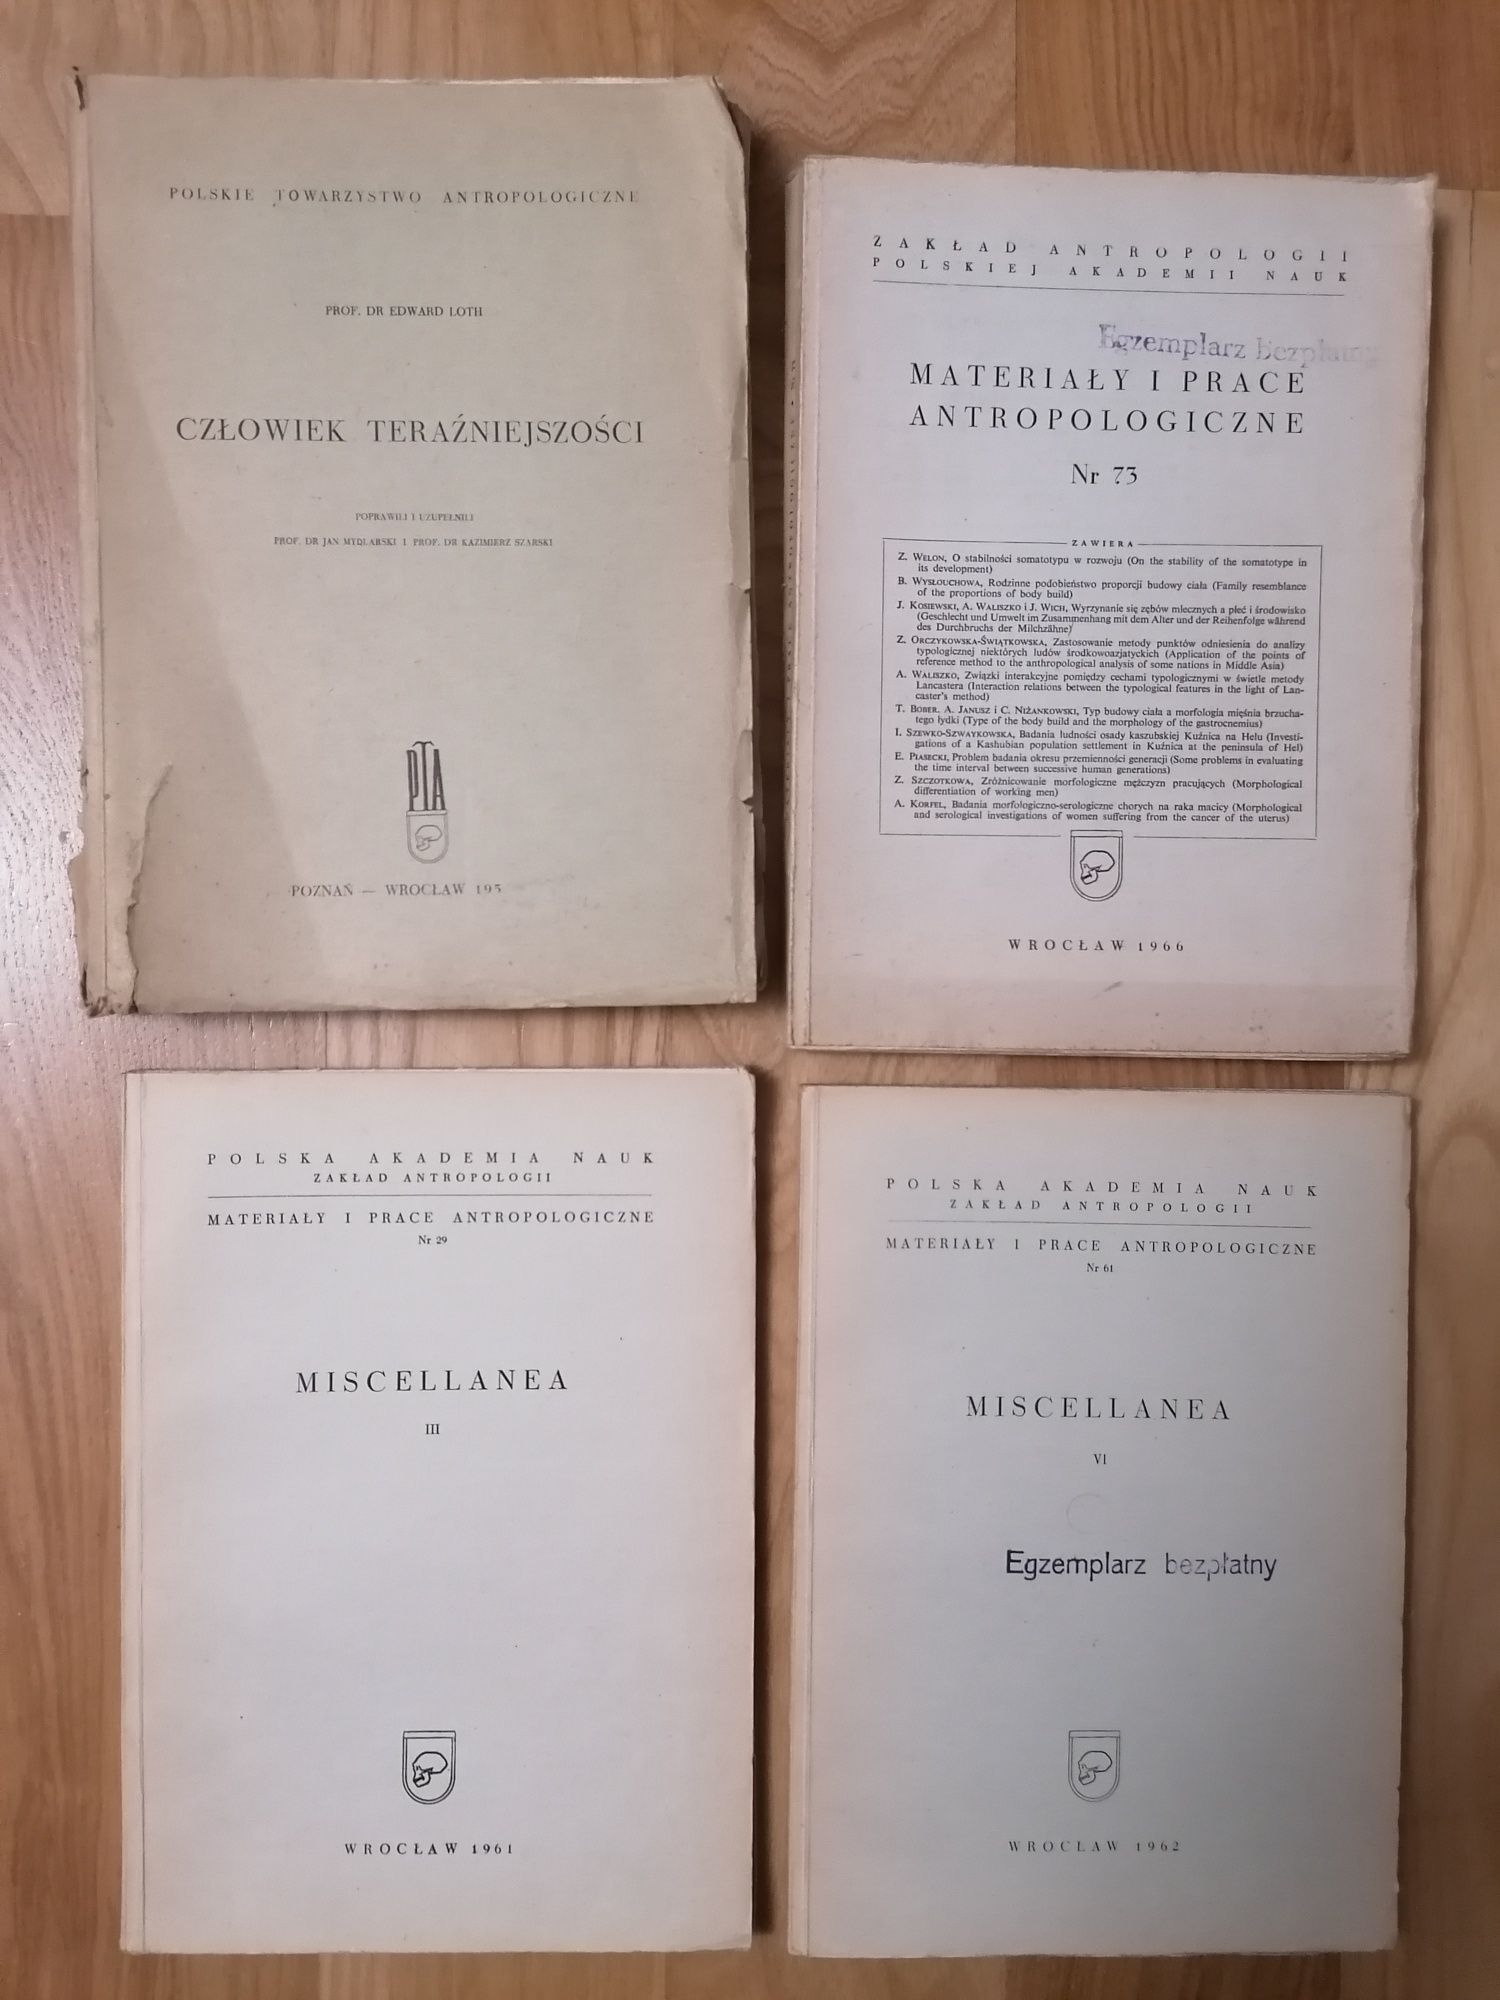 POLSKIE TOWARZYSTWO ANTROPOLOGICZNE
PROF. DR EDWARD LOTH
CZŁOWIEK TERAŹNIEJSZOŚCI
POPRAWILI I UZUPEŁNILI
PROF. DR JAN MYDLARSKI I PROF. DR KAZIMIERZ SZARSKI
PTA
POZNAŃ — WROCŁAW 195
ZAKŁAD ANTROPOLOGII
POLSKIEJ AKADEMII NAUK
Egzemplarz bezpłatny
MATERIAŁY I PRACE
ANTROPOLOGICZNE
Nr 73
ZAWIERA
Z. WELON, O stabilności somatotypu w rozwoju (On the stability of the somatotype in
its development)
B. WYSŁOUCHOWA, Rodzinne podobieństwo proporcji budowy ciała (Family resemblance
of the proportions of body build)
J. KOSIEWSKI, A. WALISZKO i J. WICH, Wyrzynanie się zębów mlecznych a płeć i środowisko
(Geschlecht und Umwelt im Zusammenhang mit dem Alter und der Reihenfolge während
des Durchbruchs der Milchzähne)
Z. ORCZYKOWSKA-ŚWIĄTKOWSKA, Zastosowanie metody punktów odniesienia do analizy
typologicznej niektórych ludów środkowoazjatyckich (Application of the points of
reference method to the anthropological analysis of some nations in Middle Asia)
A. WALISZKO, Związki interakcyjne pomiędzy cechami typologicznymi w świetle metody
Lancastera (Interaction relations between the typological features in the light of Lan-
caster's method)
T. BOBER, A. JANUSZ i C. NIŻANKOWSKI, Typ budowy ciała a morfologia mięśnia brzucha-
tego łydki (Type of the body build and the morphology of the gastrocnemius)
I. SZEWKO-SZWAYKOWSKA, Badania ludności osady kaszubskiej Kuźnica na Helu (Investi-
gations of a Kashubian population settlement in Kuźnica at the peninsula of Hel)
E. PIASECKI, Problem badania okresu przemienności generacji (Some problems in evaluating
the time interval between successive human generations)
Z. SZCZOTKOWA, Zróżnicowanie morfologiczne mężczyzn pracujących (Morphological
differentiation of working men)
A. KORFEL, Badania morfologiczno-serologiczne chorych na raka macicy (Morphological
and serological investigations of women suffering from the cancer of the uterus)
WROCŁAW 1966
POLSKA AKADEMIA NAUK
ZAKŁAD ANTROPOLOGII
MATERIAŁY I PRACE ANTROPOLOGICZNE
Nr 29
MISCELLANEA
III
WROCŁAW 1961
POLSKA AKADEMIA NAUK
ZAKŁAD ANTROPOLOGII
MATERIAŁY I PRACE ANTROPOLOGICZNE
Nr 61
MISCELLANEA
VI
Egzemplarz bezpłatny
WROCŁAW 1962